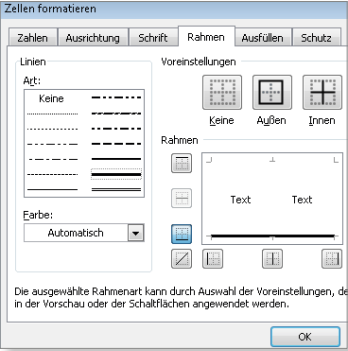 Zellen formatieren
Zahlen Ausrichtung Schrift Rahmen Ausfüllen Schutz
Linien Voreinstellungen
Art:
Keine
Keine Außen Innen
Rahmen
Text Text
Farbe:
Automatisch
Die ausgewählte Rahmenart kann durch Auswahl der Voreinstellungen, de
in der Vorschau oder der Schaltflächen angewendet werden.
OK